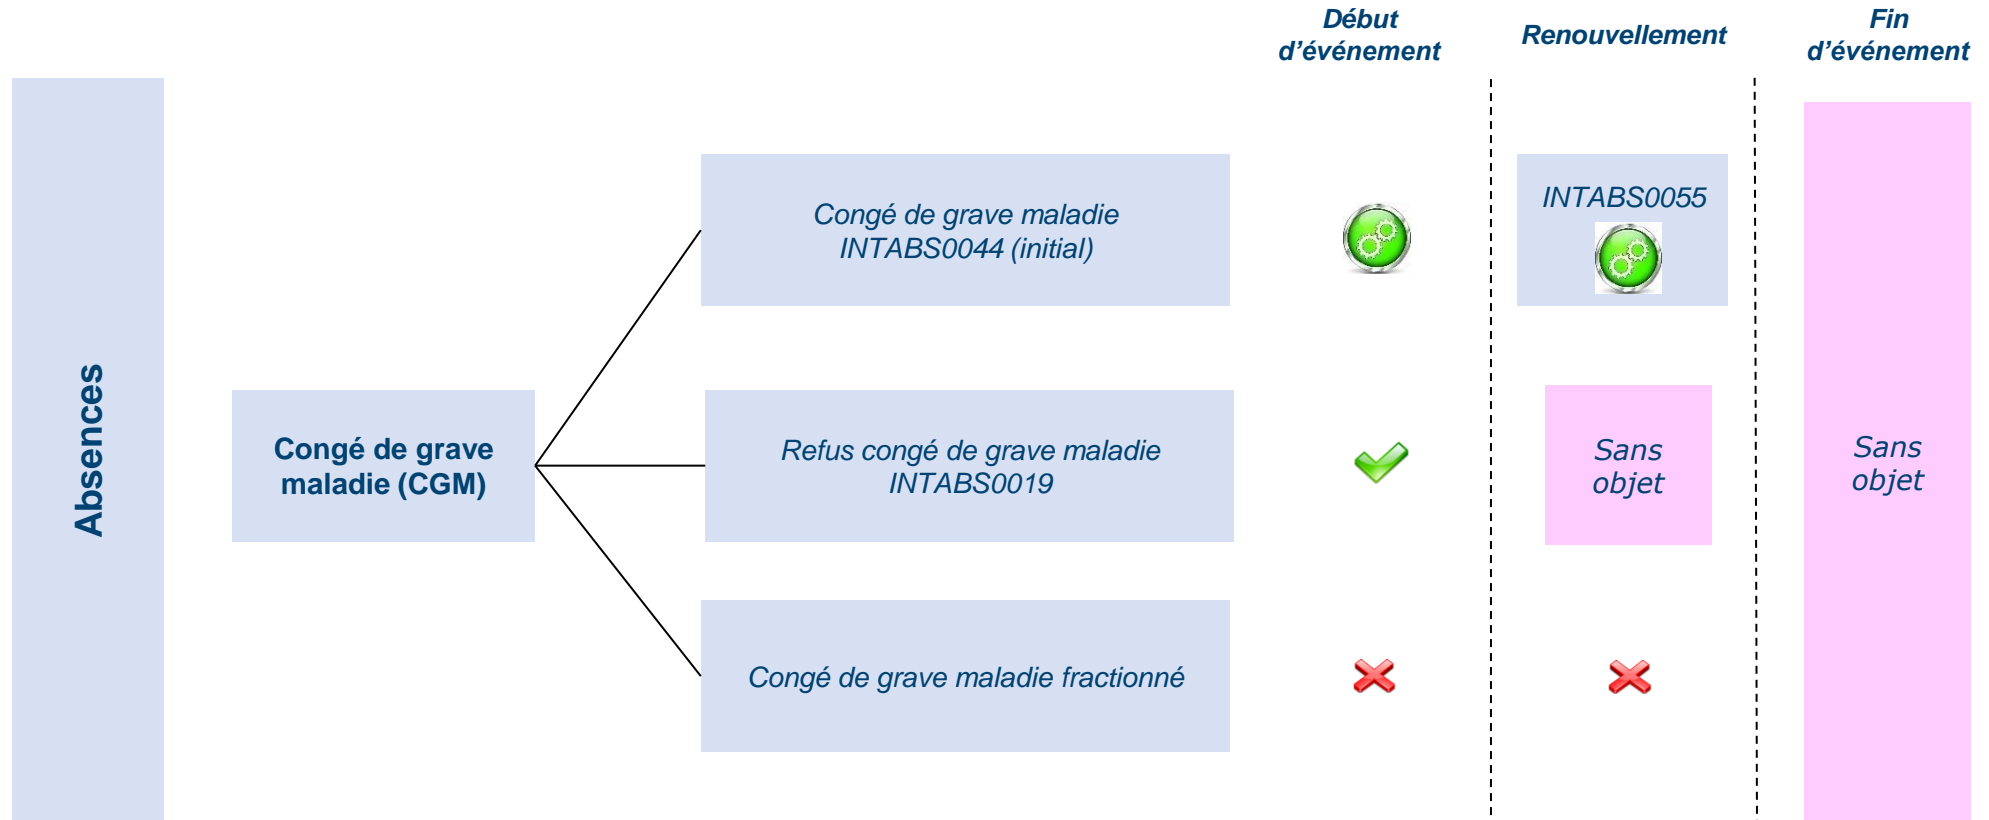 Début
d’événement
Renouvellement
Fin
d’événement
Absences
Congé de grave
maladie (CGM)
Congé de grave maladie
INTABS0044 (initial)
INTABS0055
Refus congé de grave maladie
INTABS0019
Sans
objet
Sans
objet
Congé de grave maladie fractionné